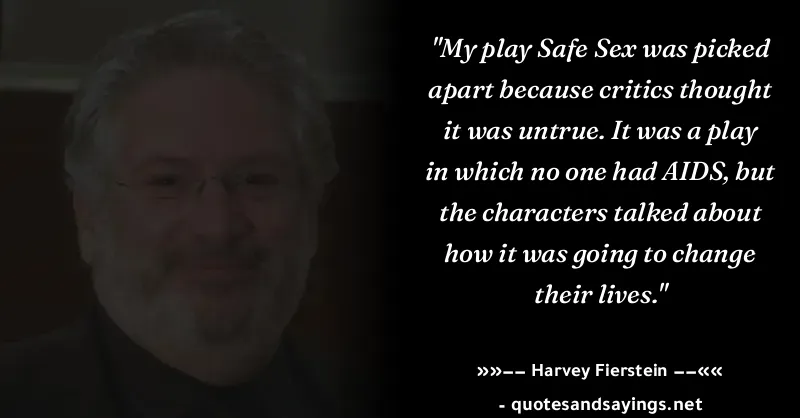 "My play Safe Sex was picked
apart because critics thought
it was untrue. It was a play
in which no one had AIDS, but
the characters talked about
how it was going to change
their lives."
»»−− Harvey Fierstein −−««
- quotesandsayings.net